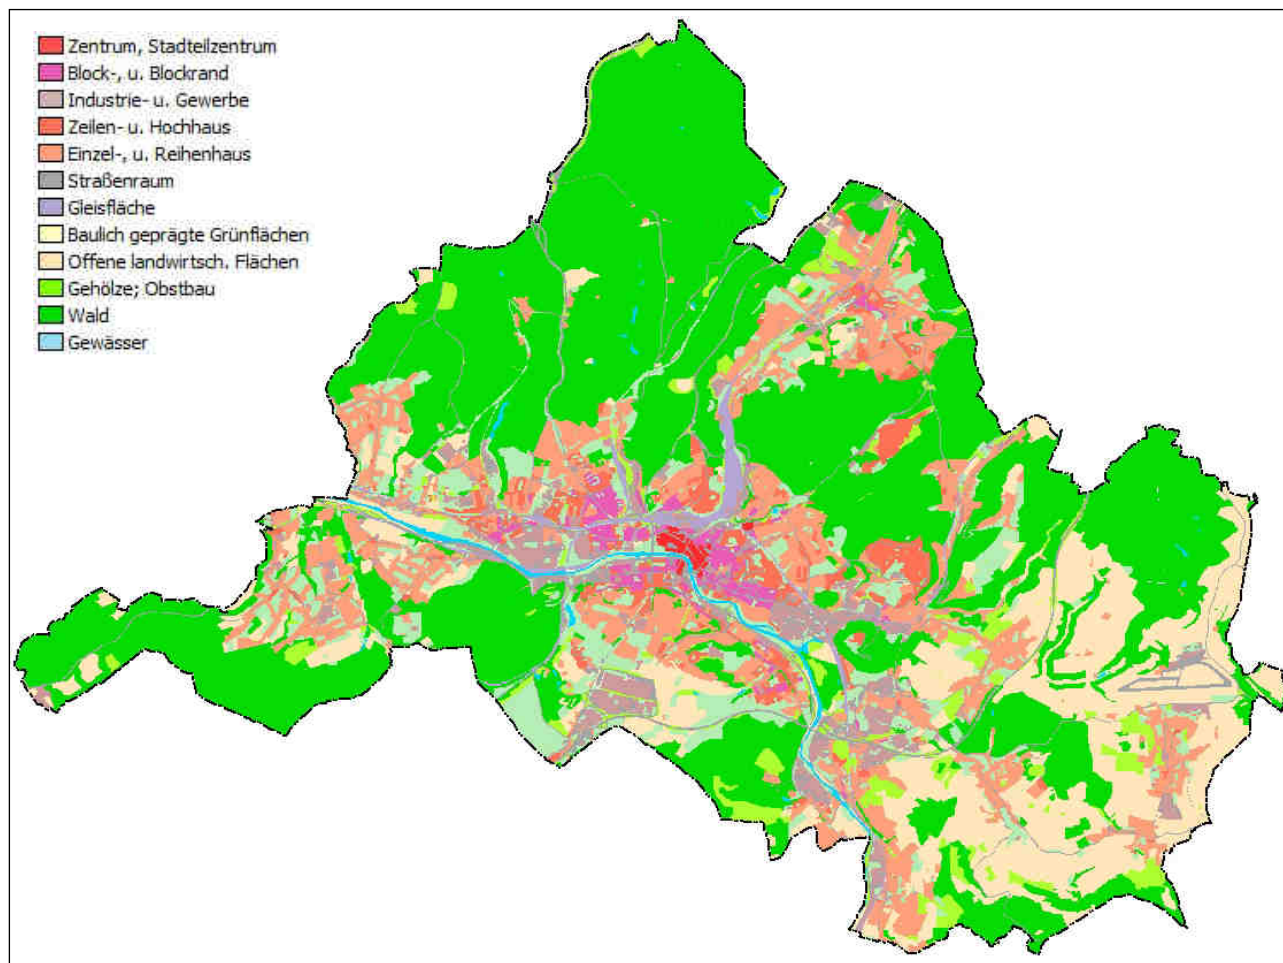 Zentrum, Stadteilzentrum
Block-, u. Blockrand
Industrie- u. Gewerbe
Zeilen- u. Hochhaus
Einzel-, u. Reihenhaus
Straßenraum
Gleisfläche
Baulich geprägte Grünflächen
Offene landwirtsch. Flächen
Gehölze; Obstbau
Wald
Gewässer